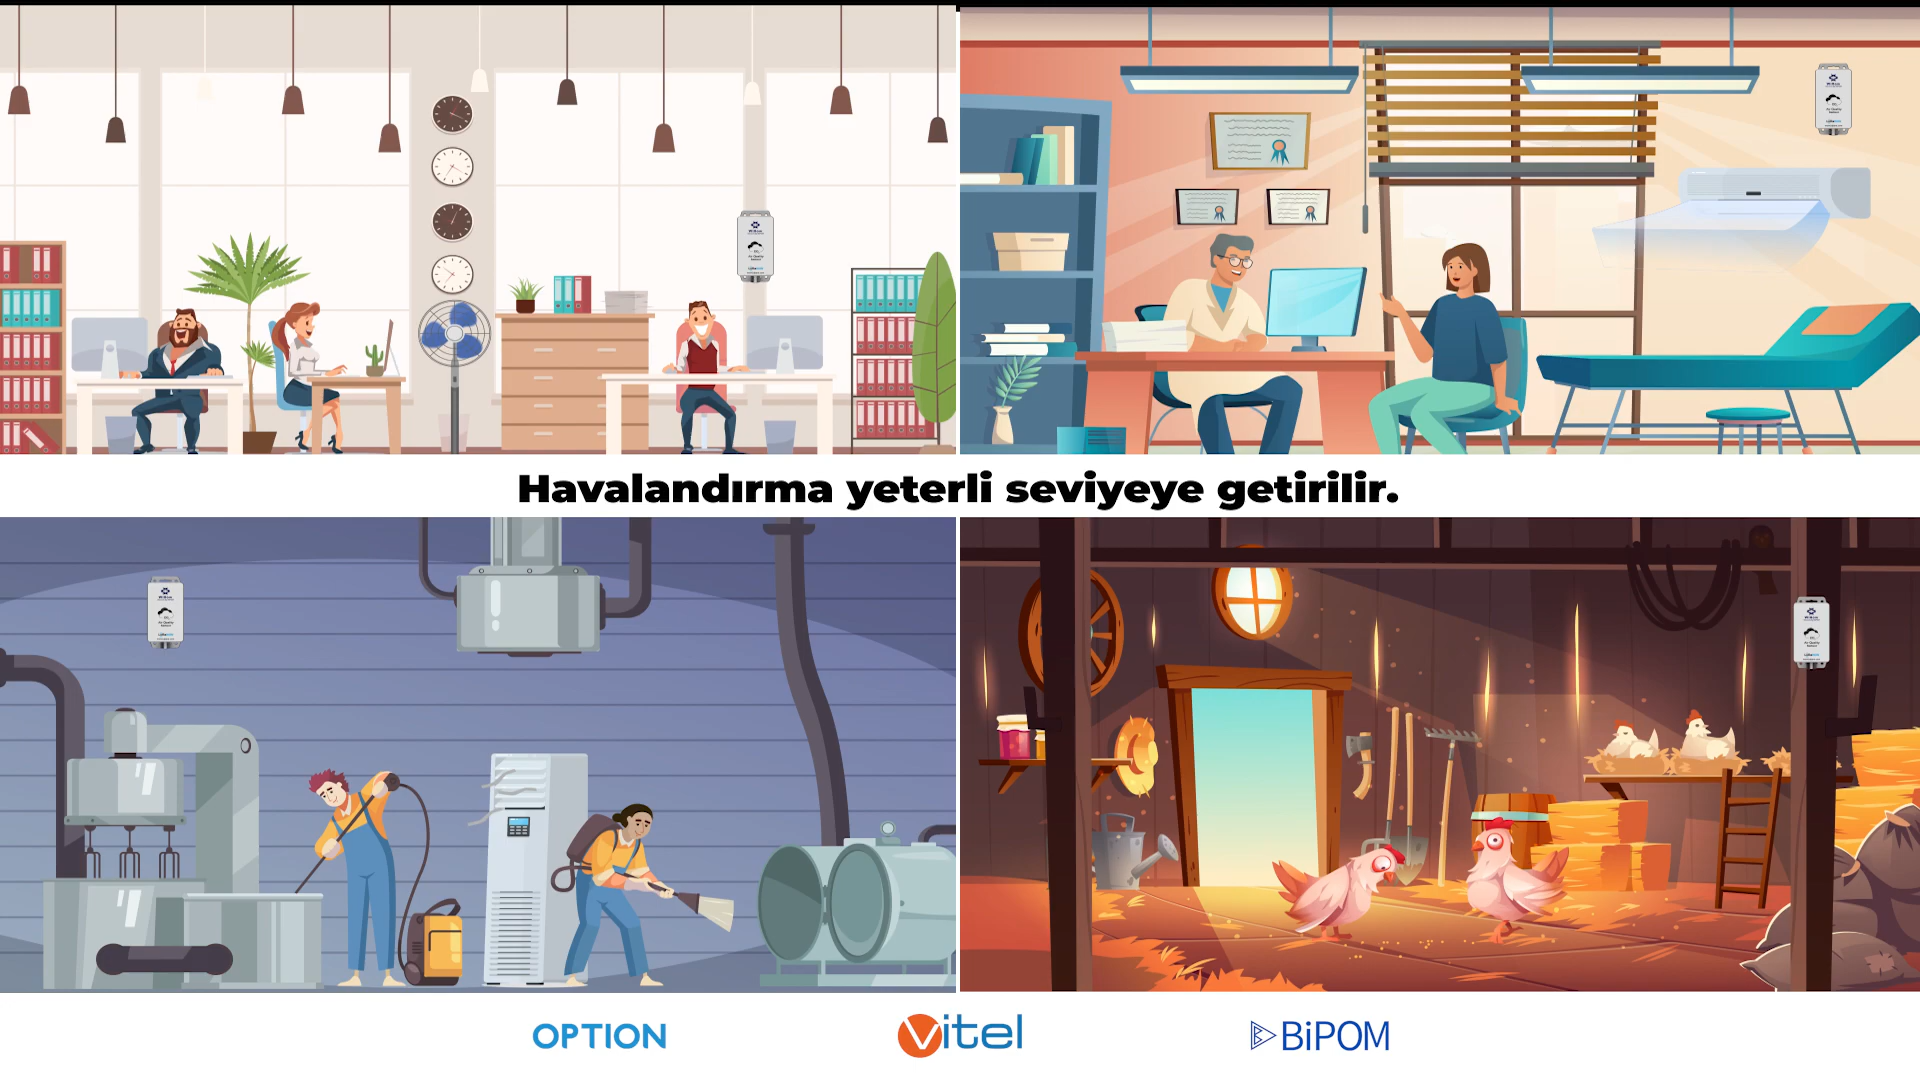 Havalandırma yeterli seviyeye getirilir.
OPTION
Vitel
BiPOM